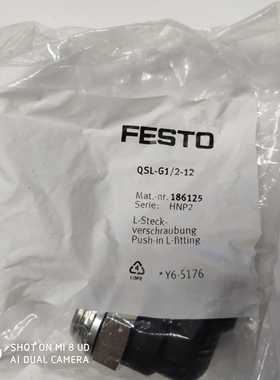 FESTO
QSL-G1/2-12
Mat.-nr. 186125
Serie: HNP2
L-Steck-
verschraubung
Push-in L-fitting
*Y6-5176
SHOT ON MI 8 UD
AI DUAL CAMERA